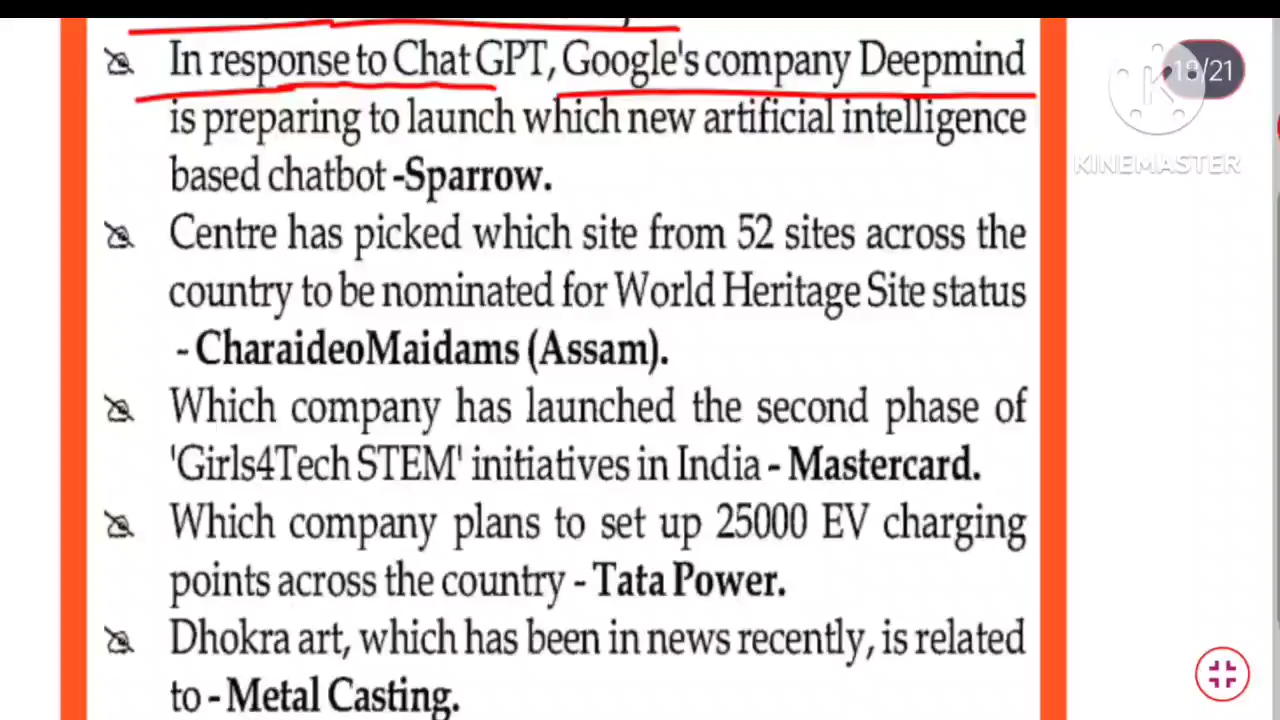 In response to Chat GPT, Google's company Deepmind
is preparing to launch which new artificial intelligence
based chatbot -Sparrow.
Centre has picked which site from 52 sites across the
country to be nominated for World Heritage Site status
- CharaideoMaidams (Assam).
Which company has launched the second phase of
'Girls4Tech STEM' initiatives in India - Mastercard.
Which company plans to set up 25000 EV charging
points across the country - Tata Power.
Dhokra art, which has been in news recently, is related
to - Metal Casting.
19/21
K
KINEMASTER